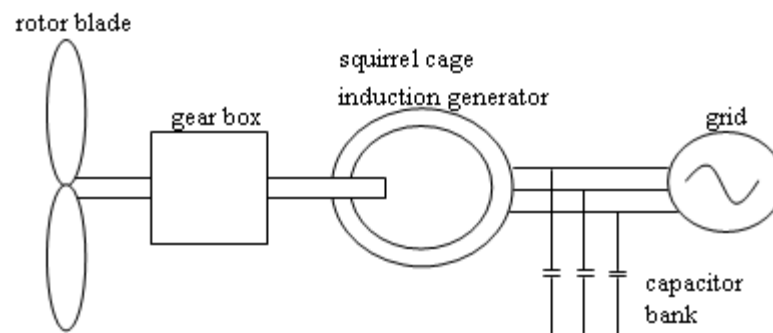 rotor blade
gear box
squirrel cage
induction generator
grid
capacitor
bank